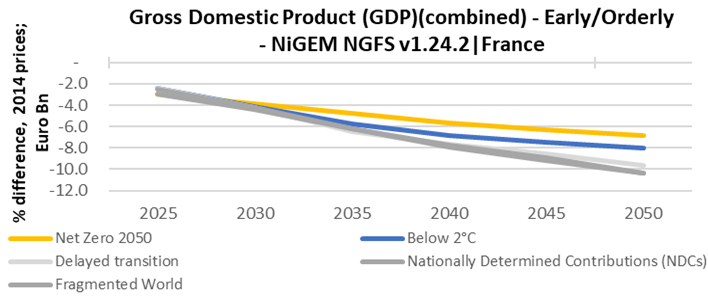 Gross Domestic Product (GDP)(combined) - Early/Orderly
- NiGEM NGFS v1.24.2|France
% difference, 2014 prices;
Euro Bn
-
-2.0
-4.0
-6.0
-8.0
-10.0
-12.0
2025 2030 2035 2040 2045 2050
Net Zero 2050 Below 2°C
Delayed transition Nationally Determined Contributions (NDCs)
Fragmented World